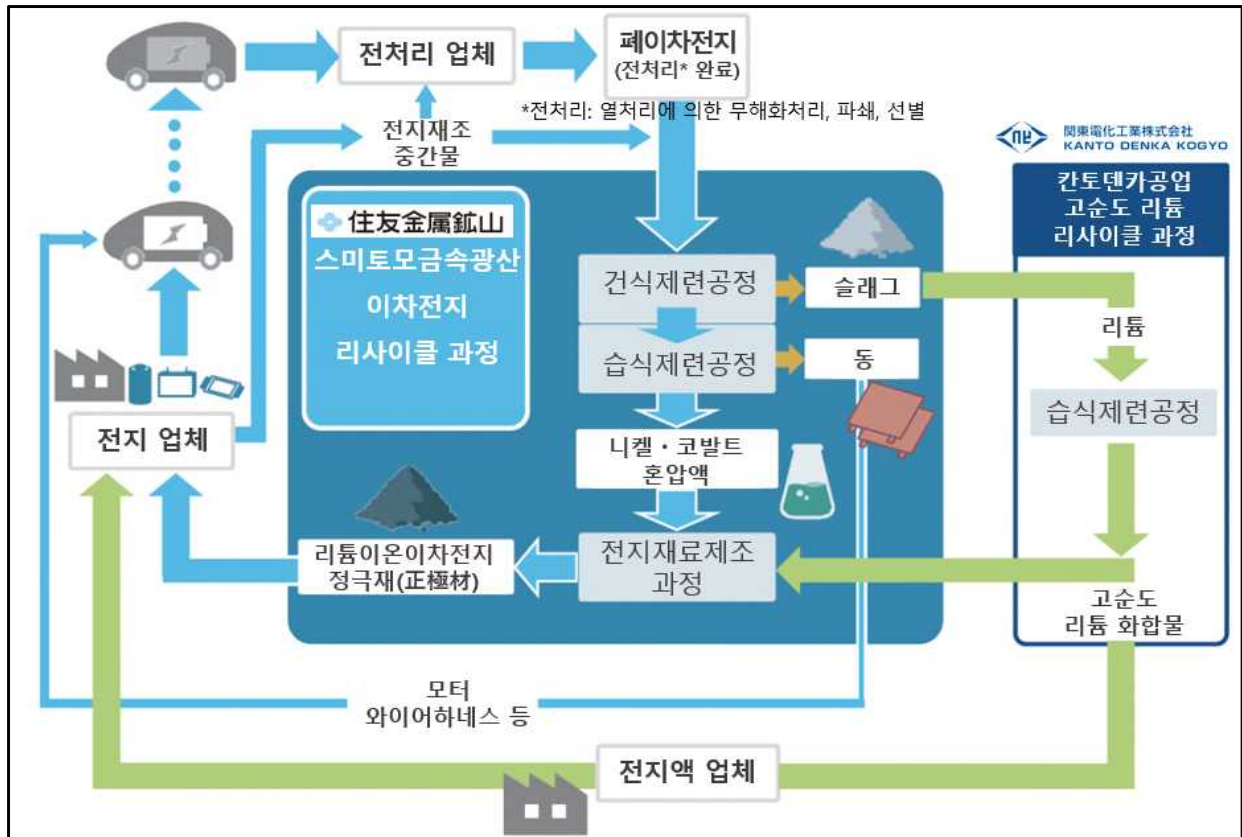 전처리 업체
폐이차전지
(전처리* 완료)
*전처리: 열처리에 의한 무해화처리, 파쇄, 선별
전지재조
중간물
関東電化工業株式会社
KANTO DENKA KOGYO
칸토덴카공업
고순도 리튬
리사이클 과정
住友金属鉱山
스미토모금속광산
이차전지
리사이클 과정
건식제련공정
슬래그
리튬
습식제련공정
동
습식제련공정
전지 업체
니켈・코발트
혼압액
리튬이온이차전지
정극재(正極材)
전지재료제조
과정
고순도
리튬 화합물
모터
와이어하네스 등
전지액 업체